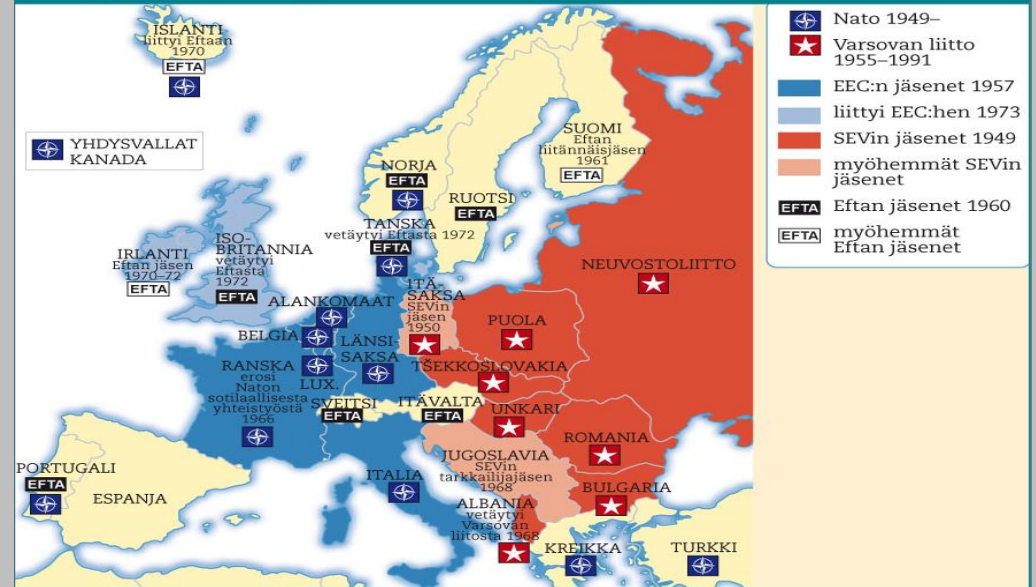 ISLANTI
liittyi Eftaan
1970
EFTA
YHDYSVALLAT
KANADA
NORJA
EFTA
RUOTSI
EFTA
SUOMI
Eftan
liitännäisjäsen
1961
EFTA
TANSKA
vetäytyi Eftasta 1972
EFTA
IRLANTI
Eftan jäsen
1970–72
EFTA
ISO-
BRITANNIA
vetäytyi
Eftasta
1972
EFTA
ALANKOMAAT
BELGIA
LUX.
LÄNSI-
SAKSA
ITÄ-
SAKSA
SEVin
jäsen
1950
PUOLA
NEUVOSTOLIITTO
TŠEKKOSLOVAKIA
RANSKA
erosi
Naton
sotilaallisesta
yhteistyöstä
1966
SVEITSI
EFTA
ITÄVALTA
EFTA
UNKARI
ROMANIA
JUGOSLAVIA
SEVin
tarkkailijajäsen
1968
BULGARIA
PORTUGALI
EFTA
ESPANJA
ITALIA
ALBANIA
vetäytyi
Varsovan
liitosta 1968
KREIKKA
TURKKI
Nato 1949–
Varsovan liitto
1955–1991
EEC:n jäsenet 1957
liittyi EEC:hen 1973
SEVin jäsenet 1949
myöhemmät SEVin
jäsenet
EFTA Eftan jäsenet 1960
EFTA myöhemmät
Eftan jäsenet